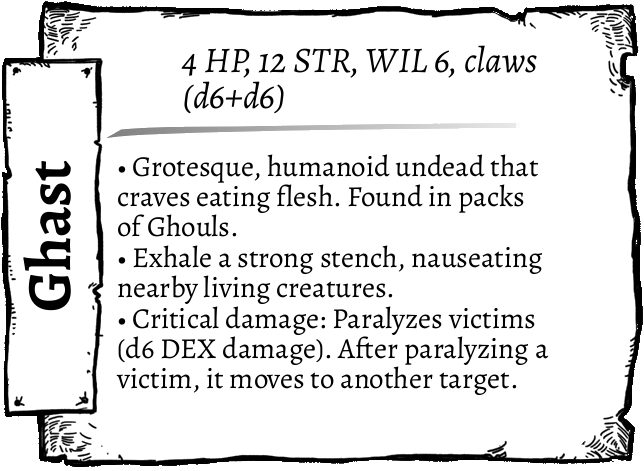 Ghast
4 HP, 12 STR, WIL 6, claws
(d6+d6)
• Grotesque, humanoid undead that
craves eating flesh. Found in packs
of Ghouls.
• Exhale a strong stench, nauseating
nearby living creatures.
• Critical damage: Paralyzes victims
(d6 DEX damage). After paralyzing a
victim, it moves to another target.